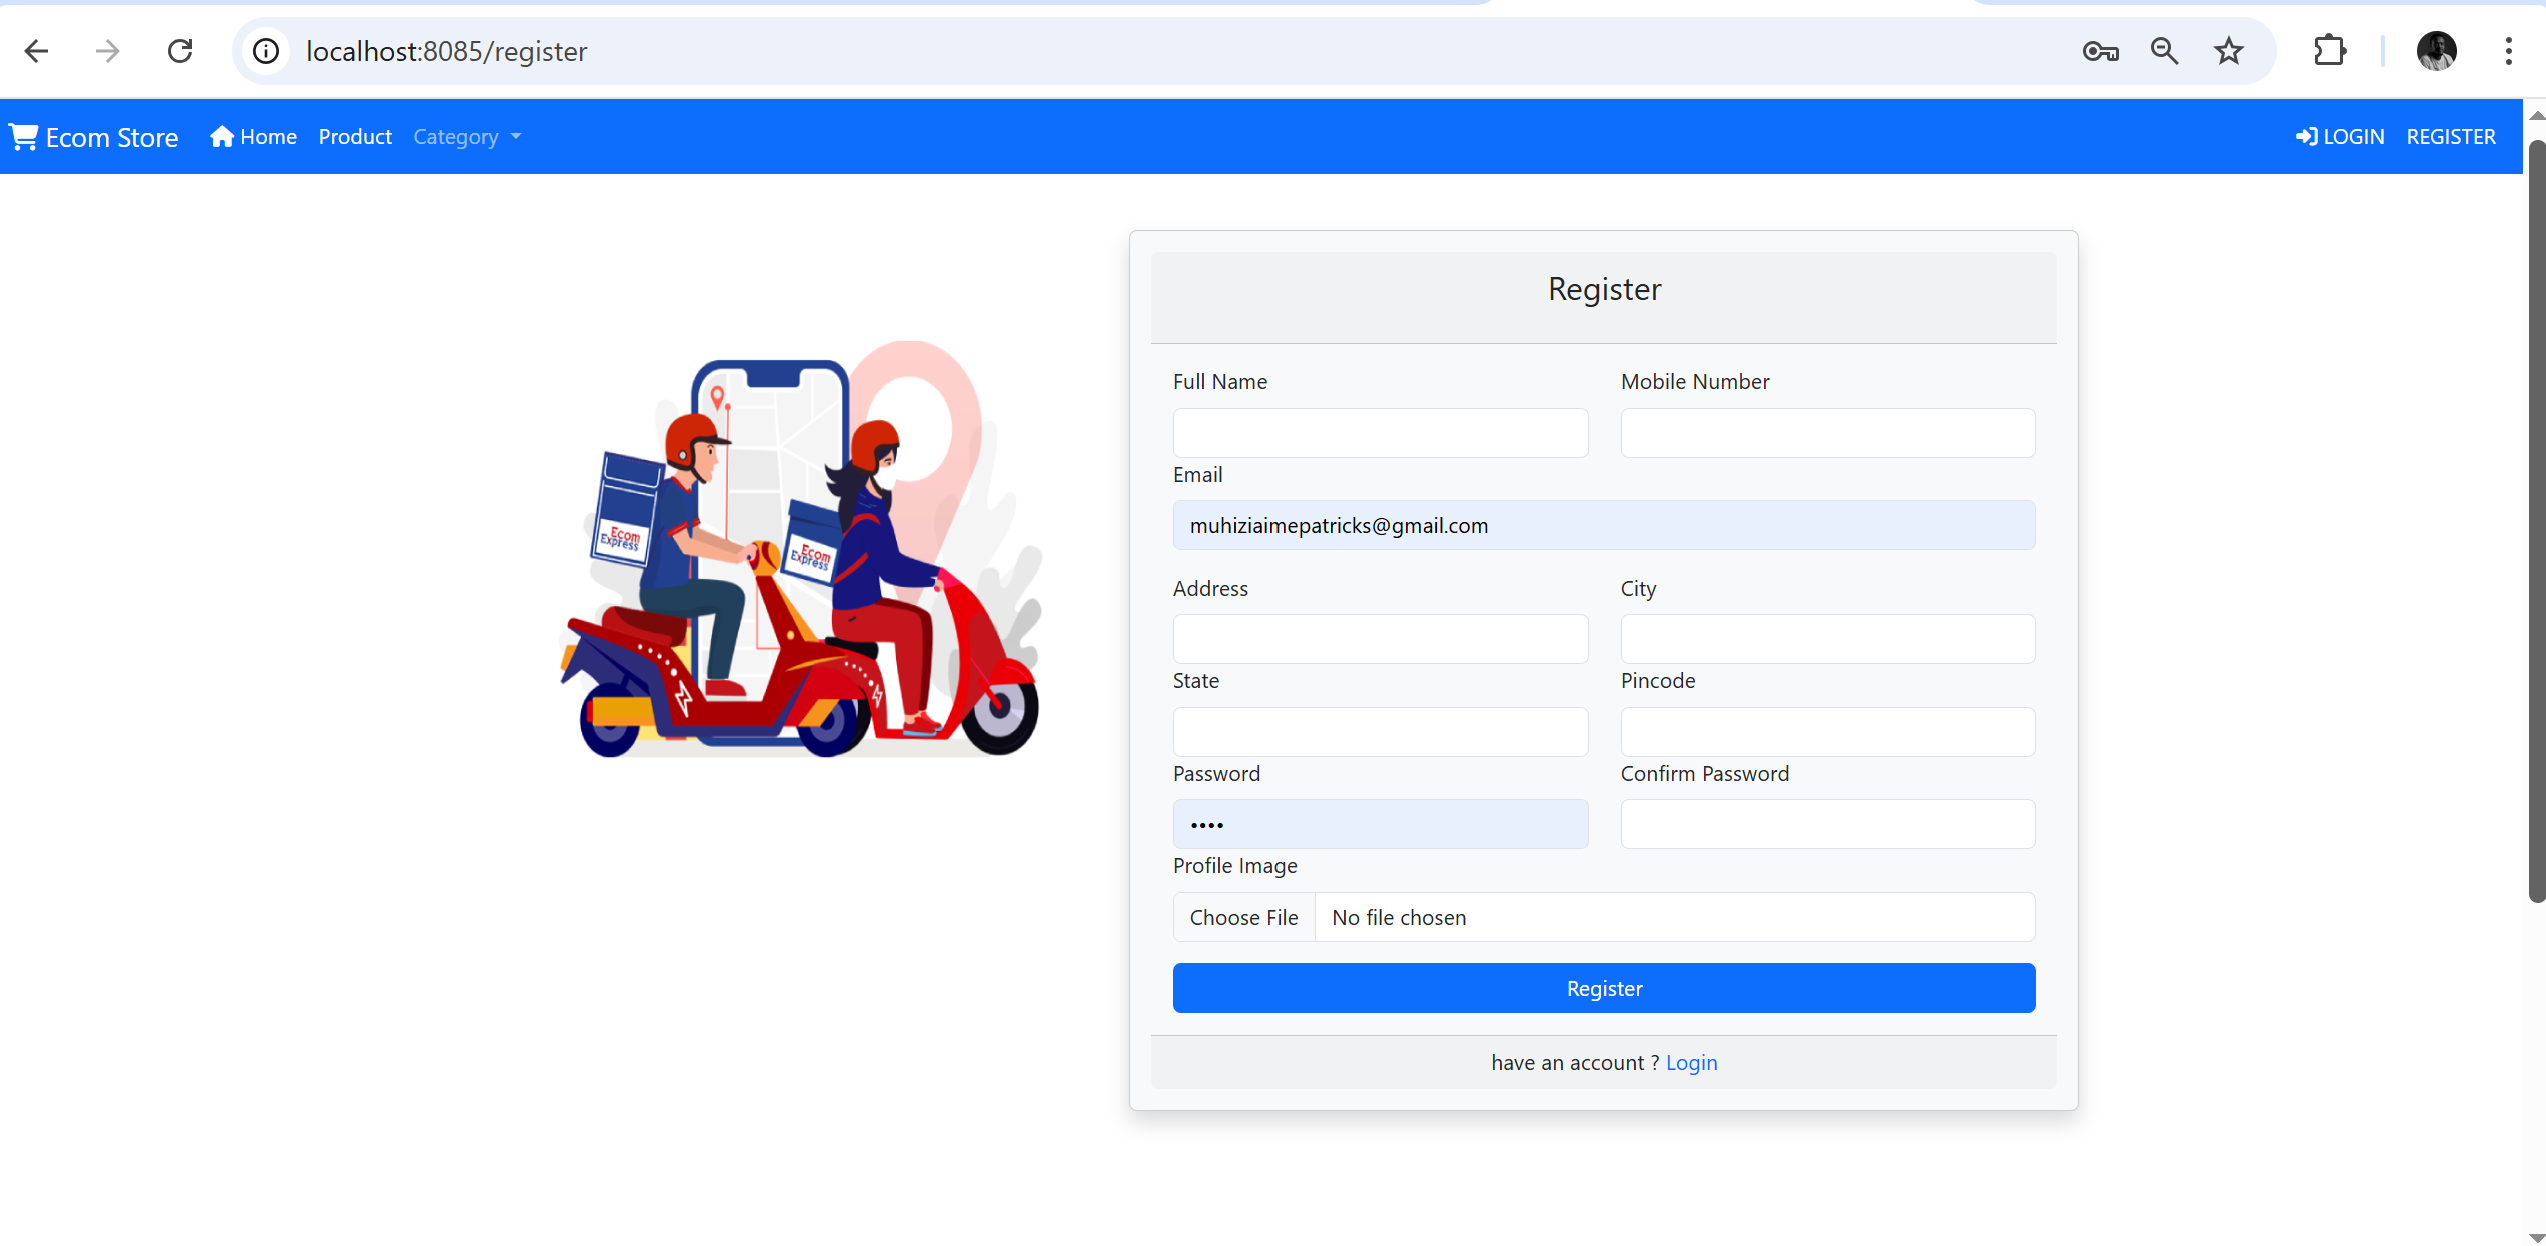 localhost:8085/register
Ecom Store Home Product Category LOGIN REGISTER
Register
Full Name Mobile Number
Email
muhiziaimepatricks@gmail.com
Address City
State Pincode
Password Confirm Password
••••
Profile Image
Choose File No file chosen
Register
have an account ? Login
Ecom
Express
Ecom
Express